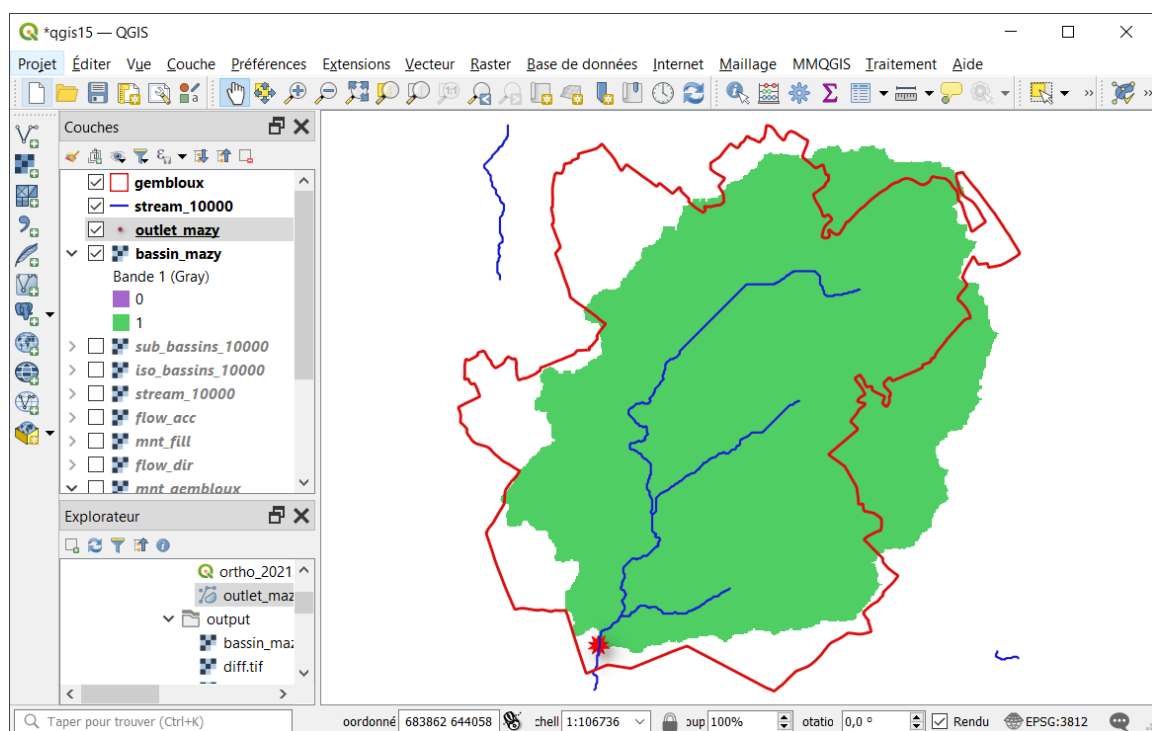 *qgis15 — QGIS
Projet Éditer Vue Couche Préférences Extensions Vecteur Raster Base de données Internet Maillage MMQGIS Traitement Aide
Couches
gembloux
stream_10000
outlet_mazy
bassin_mazy
Bande 1 (Gray)
0
1
sub_bassins_10000
iso_bassins_10000
stream_10000
flow_acc
mnt_fill
flow_dir
mnt_gembloux
Explorateur
ortho_2021
outlet_maz
output
bassin_maz
diff.tif
Taper pour trouver (Ctrl+K) oordonné 683862 644058 chell 1:106736 oup 100% otatio 0,0 ° Rendu EPSG:3812